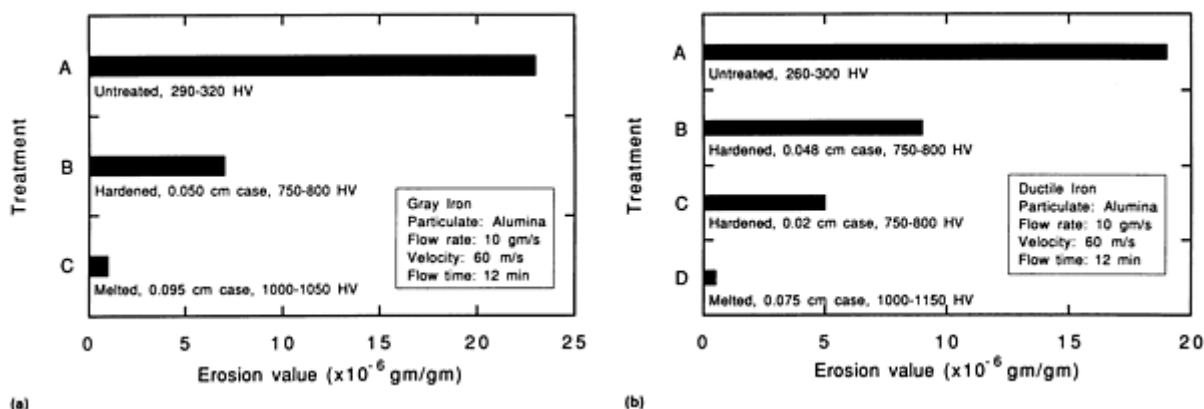 Treatment
A
Untreated, 290-320 HV
B
Hardened, 0.050 cm case, 750-800 HV
C
Melted, 0.095 cm case, 1000-1050 HV
Gray Iron
Particulate: Alumina
Flow rate: 10 gm/s
Velocity: 60 m/s
Flow time: 12 min
0 5 10 15 20 25
Erosion value (x10⁻⁶ gm/gm)
(a)
Treatment
A
Untreated, 260-300 HV
B
Hardened, 0.048 cm case, 750-800 HV
C
Hardened, 0.02 cm case, 750-800 HV
D
Melted, 0.075 cm case, 1000-1150 HV
Ductile Iron
Particulate: Alumina
Flow rate: 10 gm/s
Velocity: 60 m/s
Flow time: 12 min
0 5 10 15 20
Erosion value (x10⁻⁶ gm/gm)
(b)